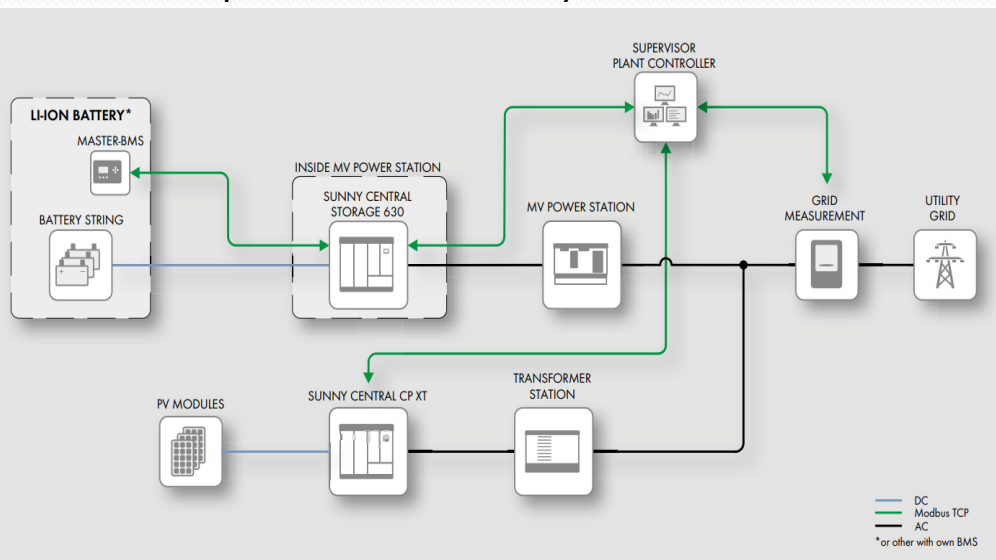 SUPERVISOR
PLANT CONTROLLER
LI-ION BATTERY*
MASTER-BMS
INSIDE MV POWER STATION
SUNNY CENTRAL
STORAGE 630
BATTERY STRING
MV POWER STATION
GRID
MEASUREMENT
UTILITY
GRID
PV MODULES
SUNNY CENTRAL CP XT
TRANSFORMER
STATION
DC
Modbus TCP
AC
*or other with own BMS